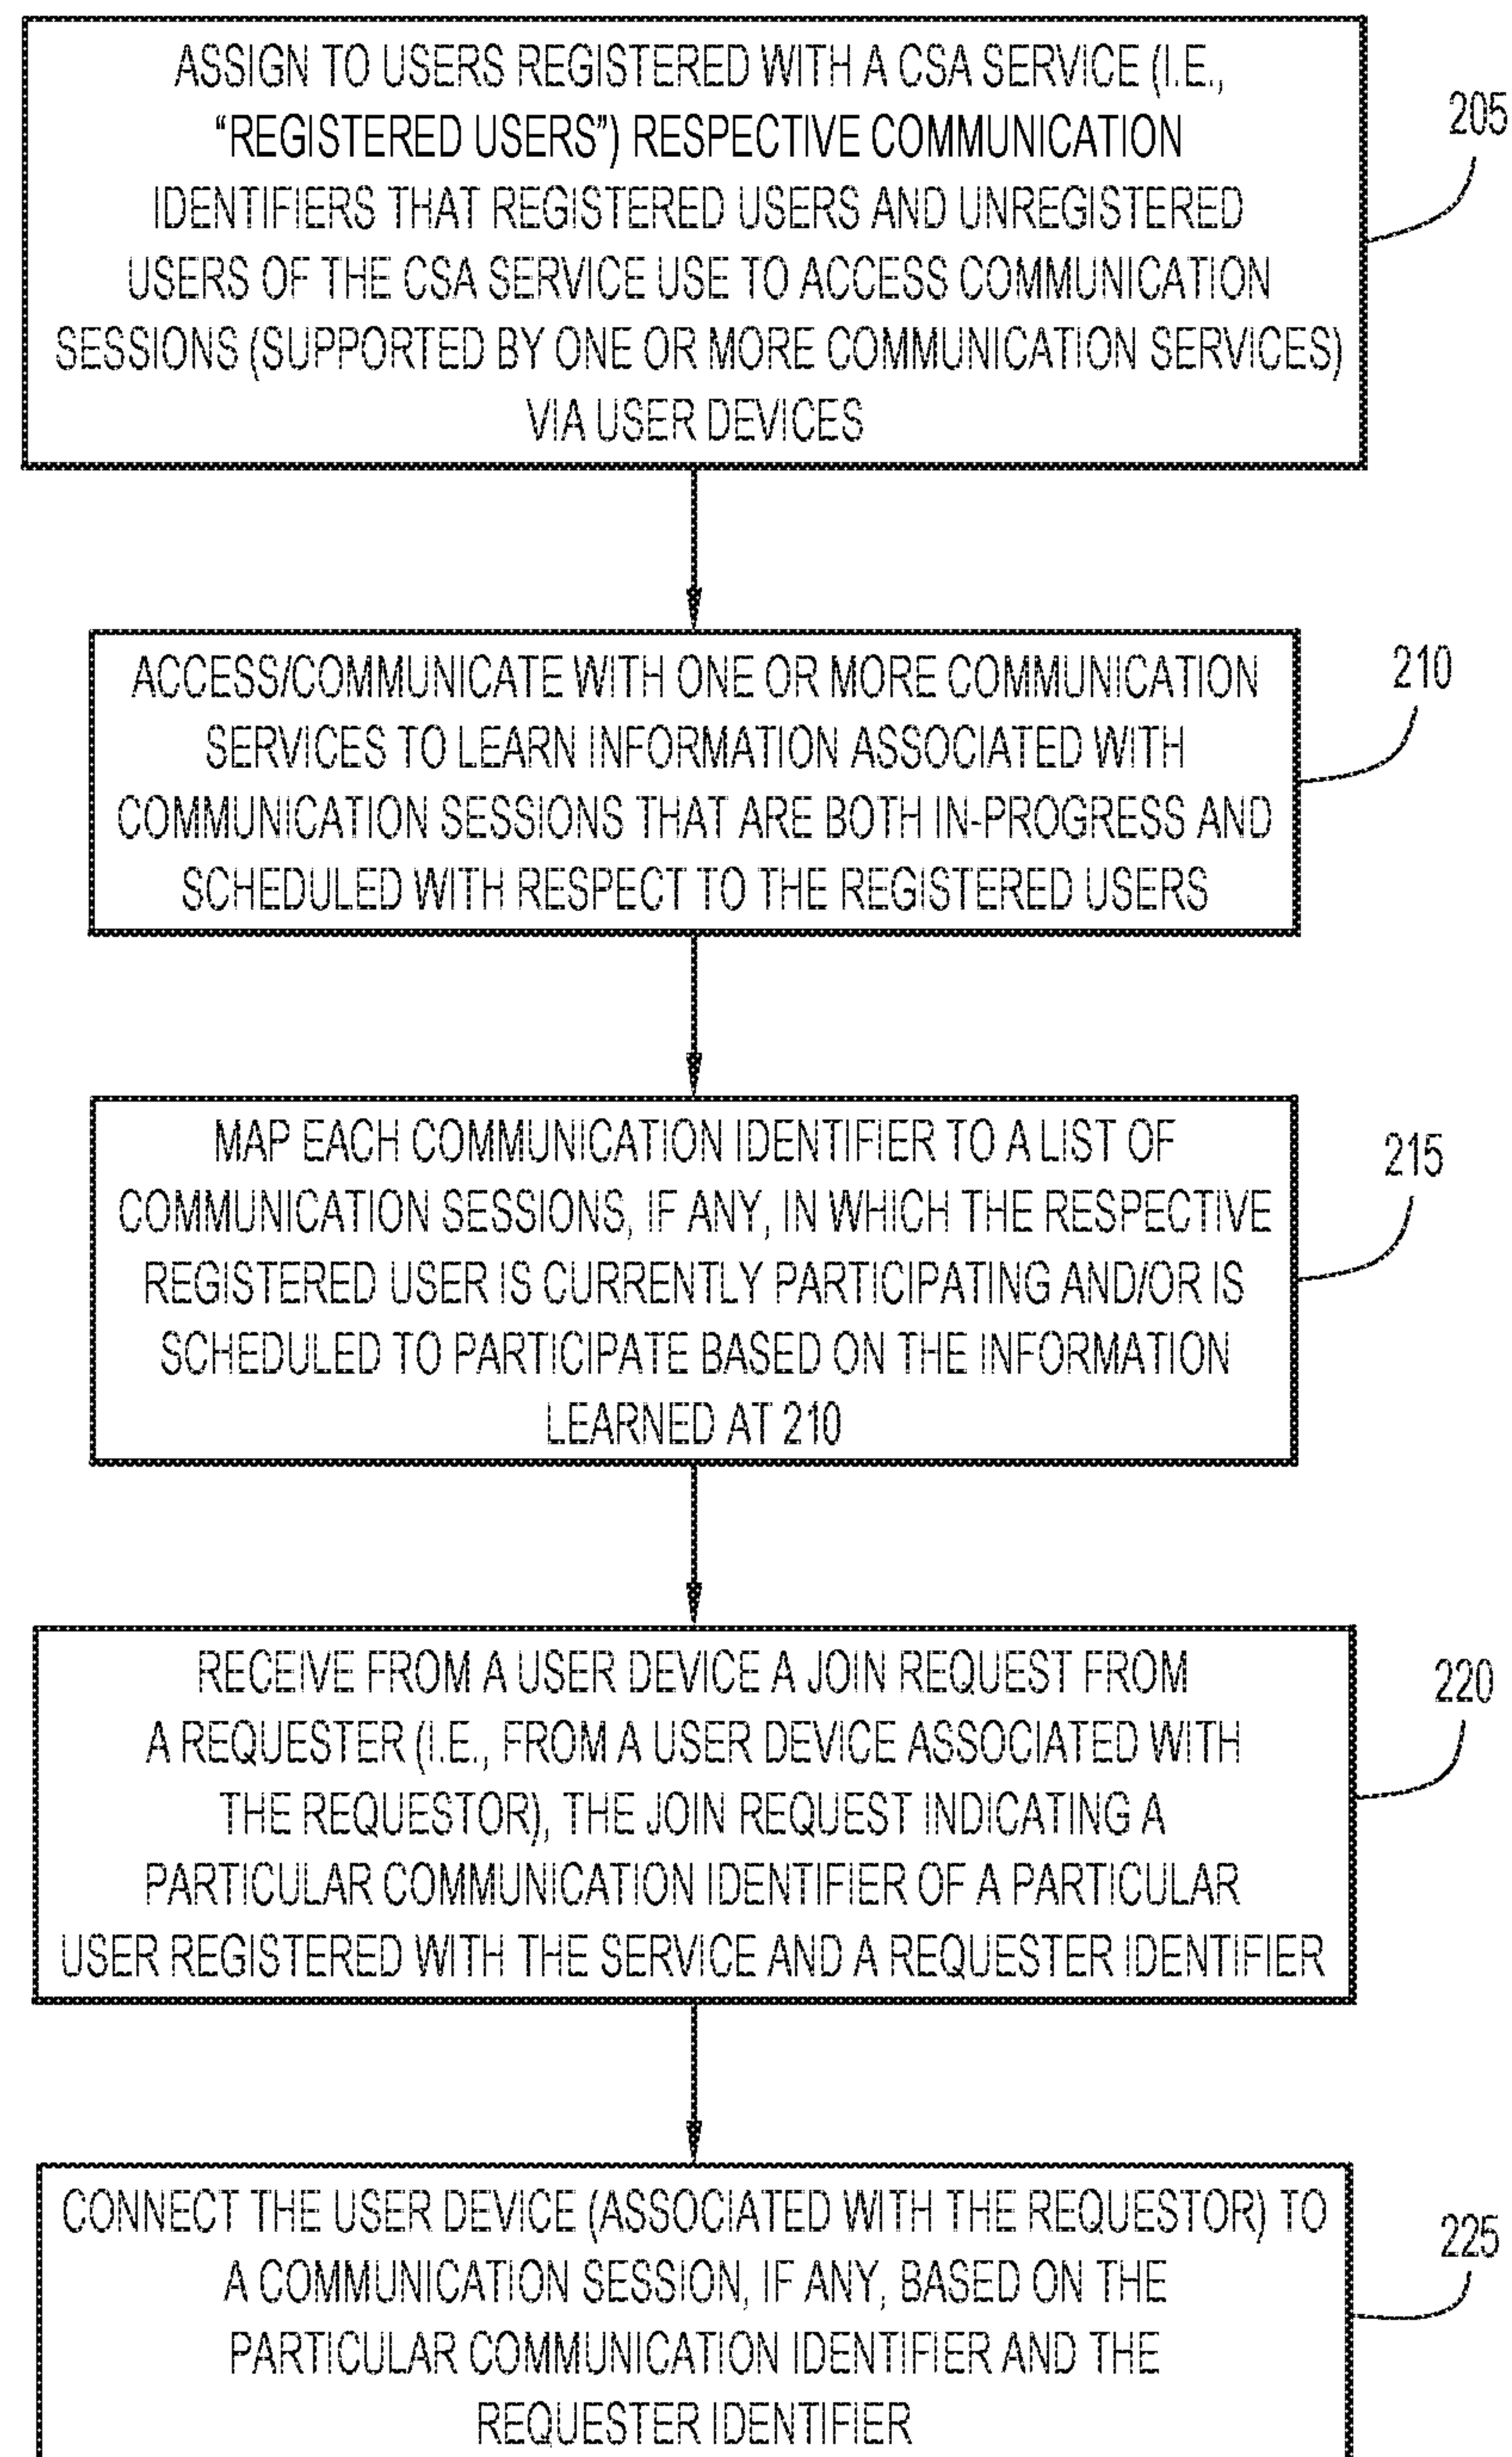 ASSIGN TO USERS REGISTERED WITH A CSA SERVICE (I.E.,
“REGISTERED USERS”) RESPECTIVE COMMUNICATION
IDENTIFIERS THAT REGISTERED USERS AND UNREGISTERED
USERS OF THE CSA SERVICE USE TO ACCESS COMMUNICATION
SESSIONS (SUPPORTED BY ONE OR MORE COMMUNICATION SERVICES)
VIA USER DEVICES
205
ACCESS/COMMUNICATE WITH ONE OR MORE COMMUNICATION
SERVICES TO LEARN INFORMATION ASSOCIATED WITH
COMMUNICATION SESSIONS THAT ARE BOTH IN-PROGRESS AND
SCHEDULED WITH RESPECT TO THE REGISTERED USERS
210
MAP EACH COMMUNICATION IDENTIFIER TO A LIST OF
COMMUNICATION SESSIONS, IF ANY, IN WHICH THE RESPECTIVE
REGISTERED USER IS CURRENTLY PARTICIPATING AND/OR IS
SCHEDULED TO PARTICIPATE BASED ON THE INFORMATION
LEARNED AT 210
215
RECEIVE FROM A USER DEVICE A JOIN REQUEST FROM
A REQUESTER (I.E., FROM A USER DEVICE ASSOCIATED WITH
THE REQUESTOR), THE JOIN REQUEST INDICATING A
PARTICULAR COMMUNICATION IDENTIFIER OF A PARTICULAR
USER REGISTERED WITH THE SERVICE AND A REQUESTER IDENTIFIER
220
CONNECT THE USER DEVICE (ASSOCIATED WITH THE REQUESTOR) TO
A COMMUNICATION SESSION, IF ANY, BASED ON THE
PARTICULAR COMMUNICATION IDENTIFIER AND THE
REQUESTER IDENTIFIER
225